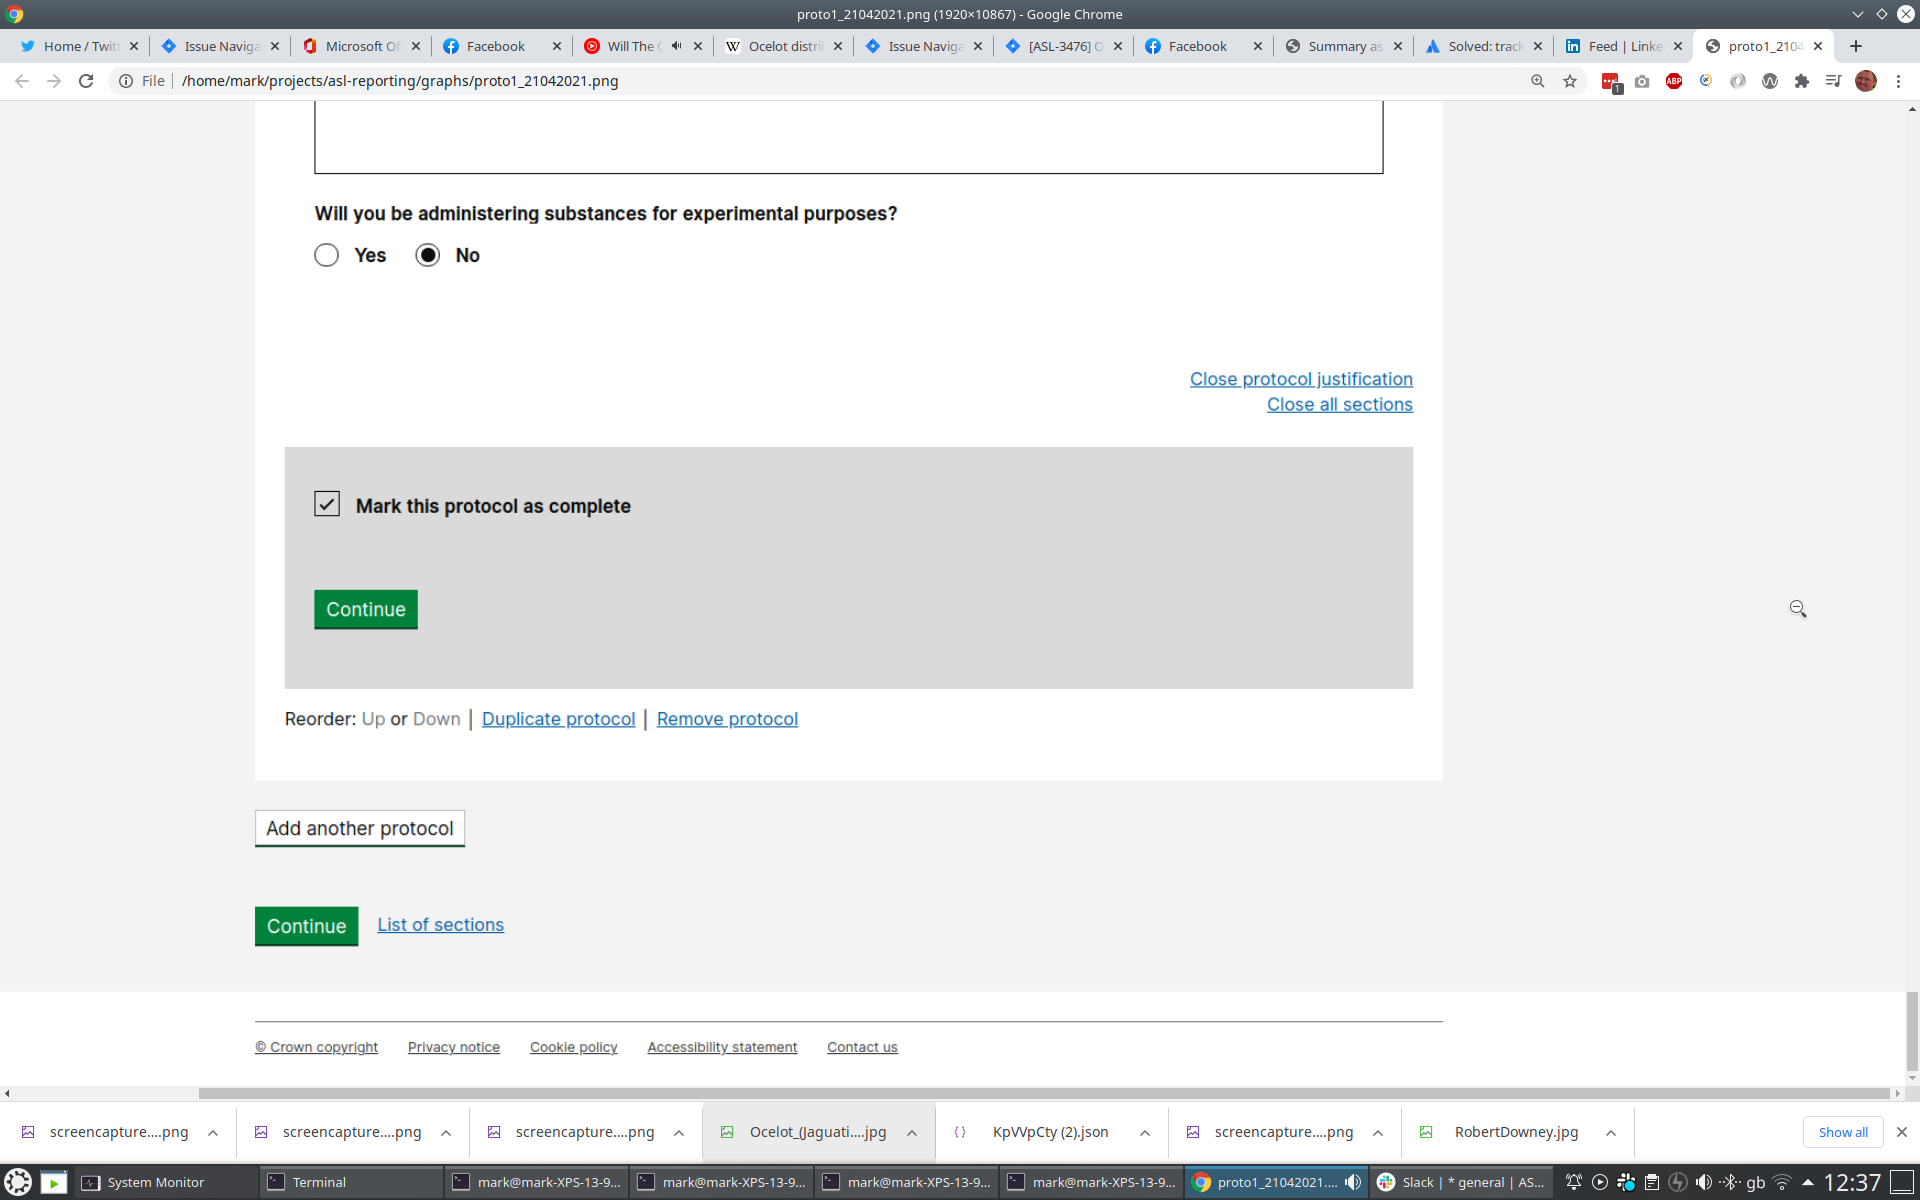 proto1_21042021.png (1920×10867) - Google Chrome
Home / Twit
Issue Naviga
Microsoft Of
Facebook
Will The
Ocelot distri
Issue Naviga
[ASL-3476]
Facebook
Summary as
Solved: track
Feed | Linke
proto1_2104
File
/home/mark/projects/asl-reporting/graphs/proto1_21042021.png
ABP
1
Will you be administering substances for experimental purposes?
Yes
No
Close protocol justification
Close all sections
Mark this protocol as complete
Continue
Reorder: Up or Down | Duplicate protocol | Remove protocol
Add another protocol
Continue
List of sections
© Crown copyright
Privacy notice
Cookie policy
Accessibility statement
Contact us
screencapture....png
screencapture....png
screencapture....png
Ocelot_(Jaguati....jpg
KpVVpCty (2).json
screencapture....png
RobertDowney.jpg
Show all
System Monitor
Terminal
mark@mark-XPS-13-9...
mark@mark-XPS-13-9...
mark@mark-XPS-13-9...
mark@mark-XPS-13-9...
proto1_21042021....
Slack | * general | AS...
gb
12:37